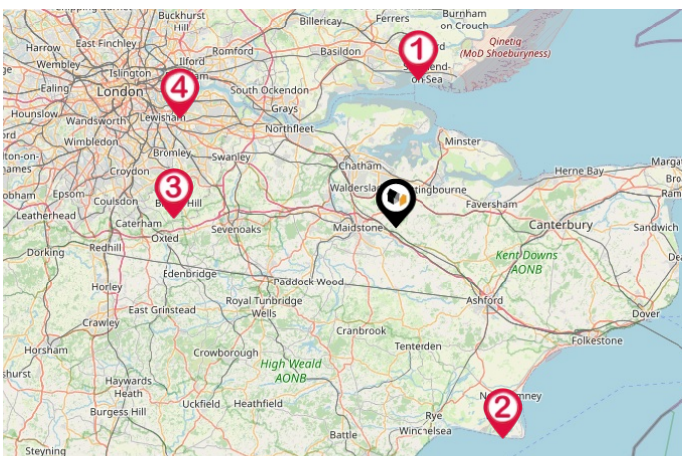 Buckhurst
Hill
Billericay
Ferrers
Burnham
on Crouch
Harrow
East Finchley
Ilford
Romford
Basildon
1
Qinetiq
(MoD Shoeburyness)
Wembley
Islington
on-Sea
Ealing
London
4
South Ockendon
Grays
Hounslow
Wandsworth
Lewisham
Northfleet
Wimbledon
Bromley
Swanley
Minster
Croydon
Chatham
Herne Bay
Epsom
3
Coulsdon
Hill
Faversham
Leatherhead
Caterham
Sevenoaks
Maidstone
Canterbury
Sandwich
Dorking
Redhill
Oxted
Kent Downs
AONB
Edenbridge
Paddock Wood
Horley
Royal Tunbridge
Wells
Ashford
Dover
East Grinstead
Crawley
Cranbrook
Folkestone
Horsham
Crowborough
Tenterden
High Weald
AONB
Haywards
Heath
2
Uckfield
Heathfield
Burgess Hill
Rye
Winchelsea
Battle
Steyning